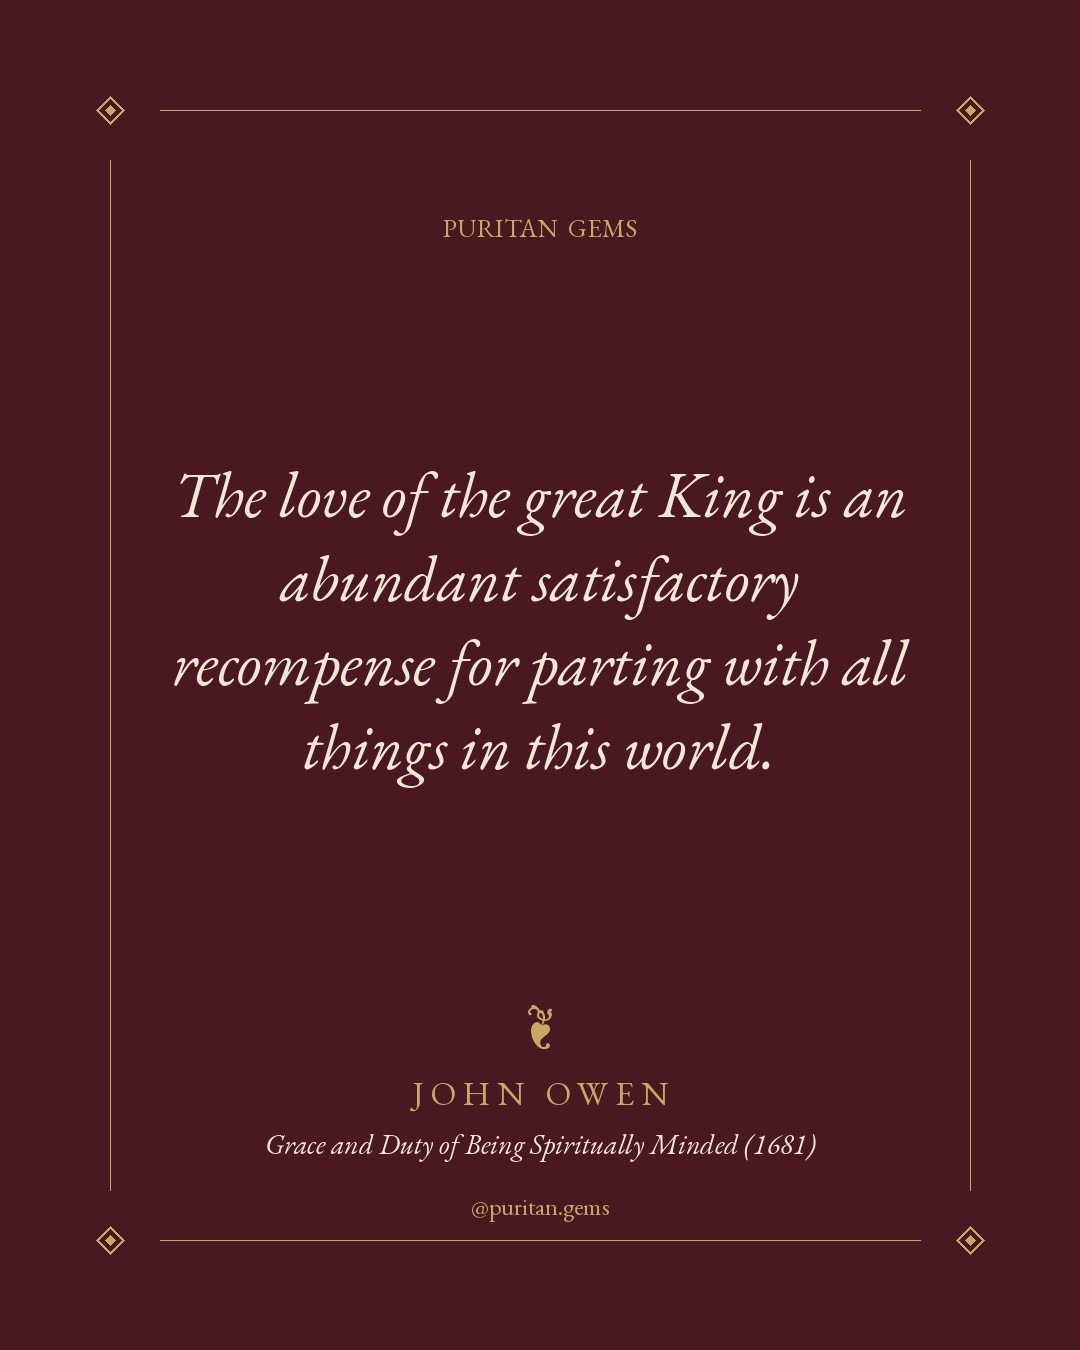 PURITAN GEMS
The love of the great King is an
abundant satisfactory
recompense for parting with all
things in this world.
JOHN OWEN
Grace and Duty of Being Spiritually Minded (1681)
@puritan.gems